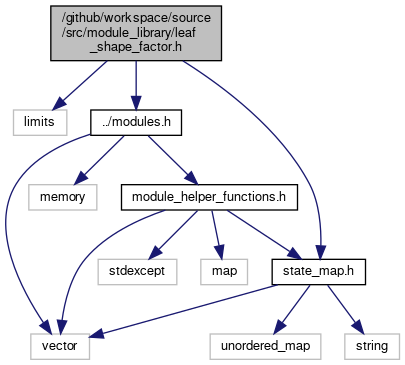 /github/workspace/source
/src/module_library/leaf
_shape_factor.h
limits
../modules.h
memory
module_helper_functions.h
stdexcept
map
state_map.h
vector
unordered_map
string